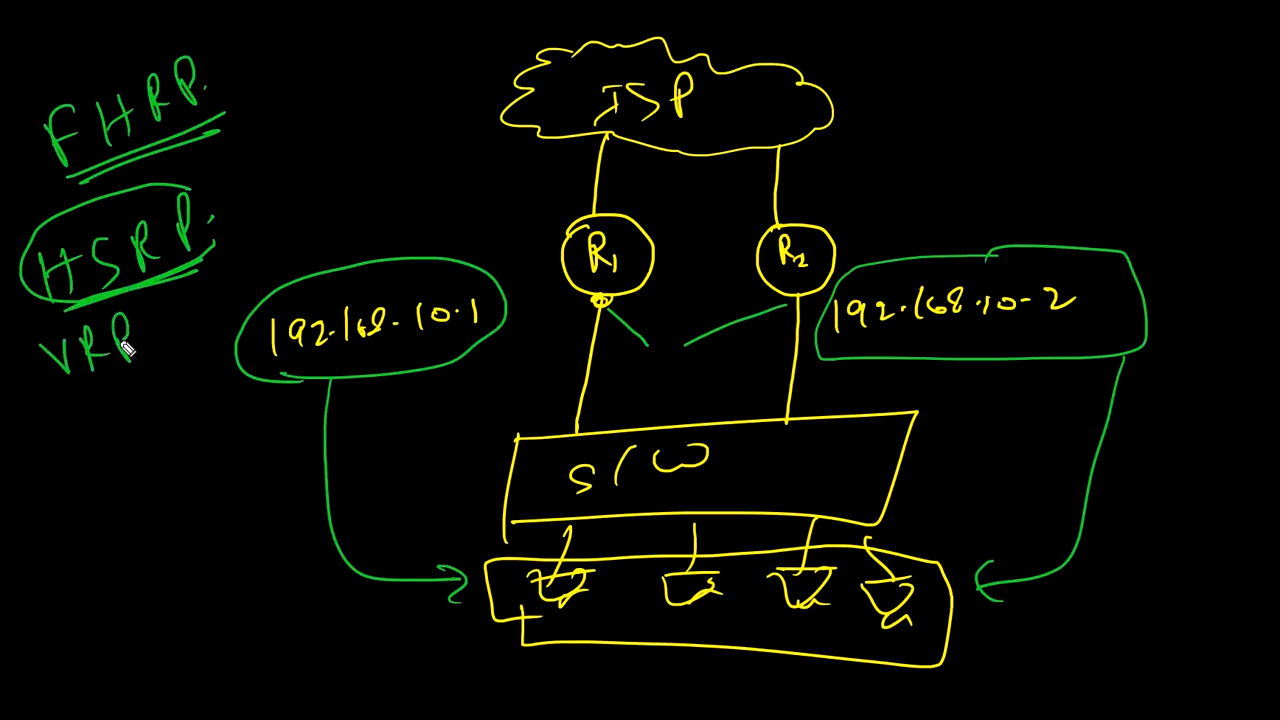 FHRP.
HSRP.
VRP
ISP
R1
R2
192.168.10.1
192.168.10.2
S/W